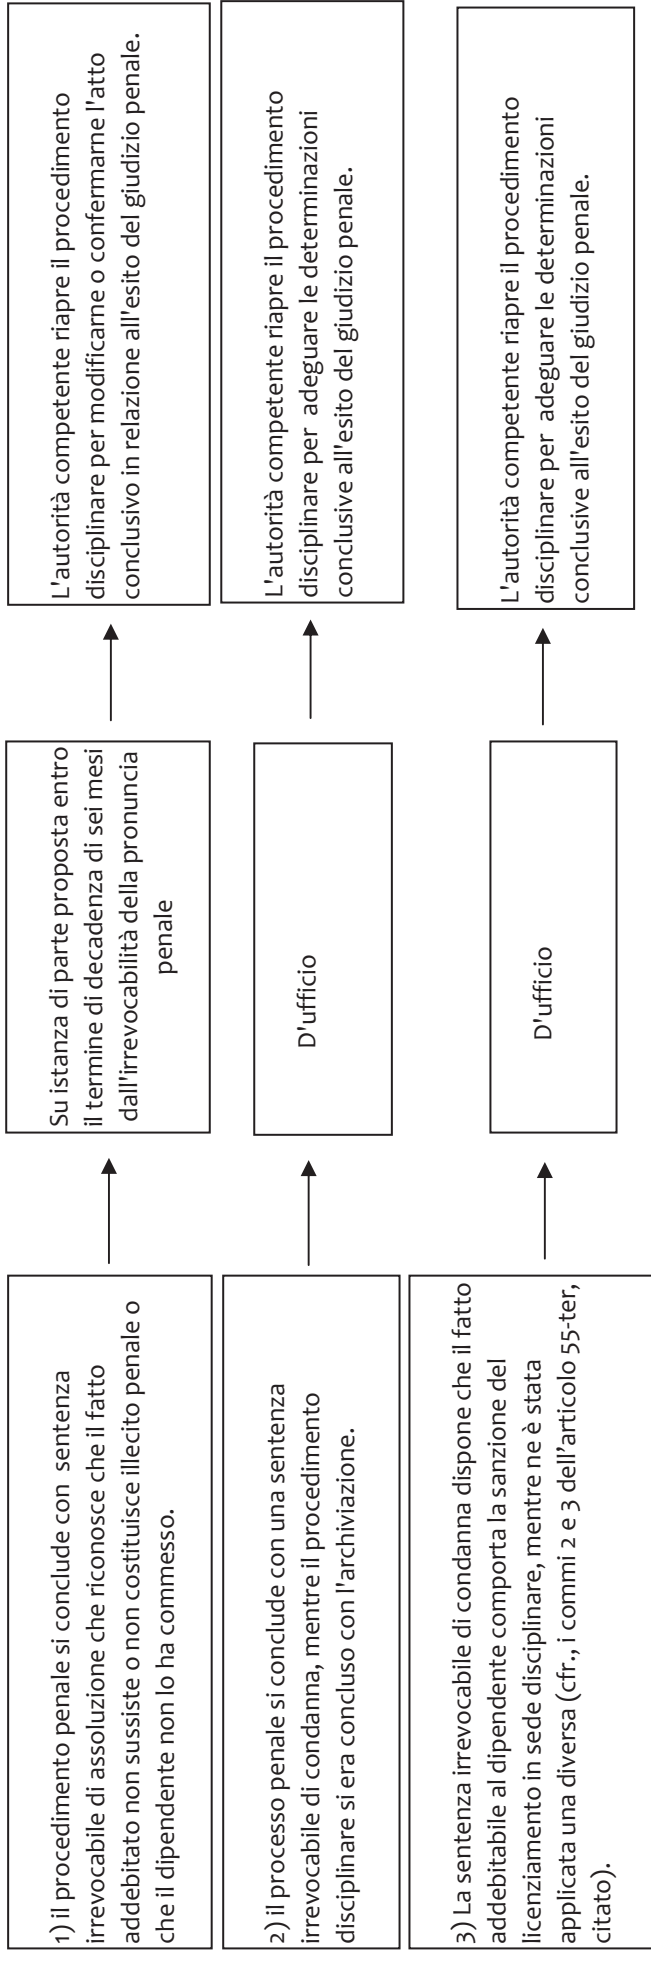 1) il procedimento penale si conclude con sentenza
irrevocabile di assoluzione che riconosce che il fatto
addebitato non sussiste o non costituisce illecito penale o
che il dipendente non lo ha commesso.
Su istanza di parte proposta entro
il termine di decadenza di sei mesi
dall'irrevocabilità della pronuncia
penale
L'autorità competente riapre il procedimento
disciplinare per modificarne o confermarne l'atto
conclusivo in relazione all'esito del giudizio penale.
2) il processo penale si conclude con una sentenza
irrevocabile di condanna, mentre il procedimento
disciplinare si era concluso con l'archiviazione.
D'ufficio
L'autorità competente riapre il procedimento
disciplinare per adeguare le determinazioni
conclusive all'esito del giudizio penale.
3) La sentenza irrevocabile di condanna dispone che il fatto
addebitabile al dipendente comporta la sanzione del
licenziamento in sede disciplinare, mentre ne è stata
applicata una diversa (cfr., i commi 2 e 3 dell'articolo 55-ter,
citato).
D'ufficio
L'autorità competente riapre il procedimento
disciplinare per adeguare le determinazioni
conclusive all'esito del giudizio penale.